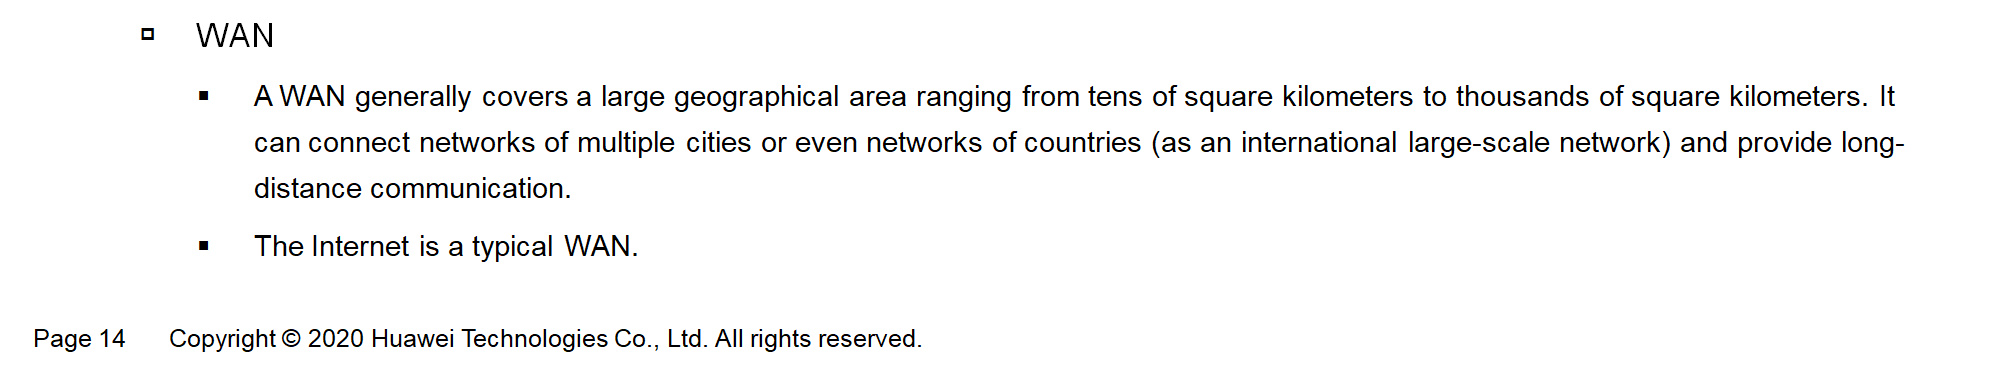 WAN
A WAN generally covers a large geographical area ranging from tens of square kilometers to thousands of square kilometers. It
can connect networks of multiple cities or even networks of countries (as an international large-scale network) and provide long-
distance communication.
The Internet is a typical WAN.
Page 14 Copyright © 2020 Huawei Technologies Co., Ltd. All rights reserved.